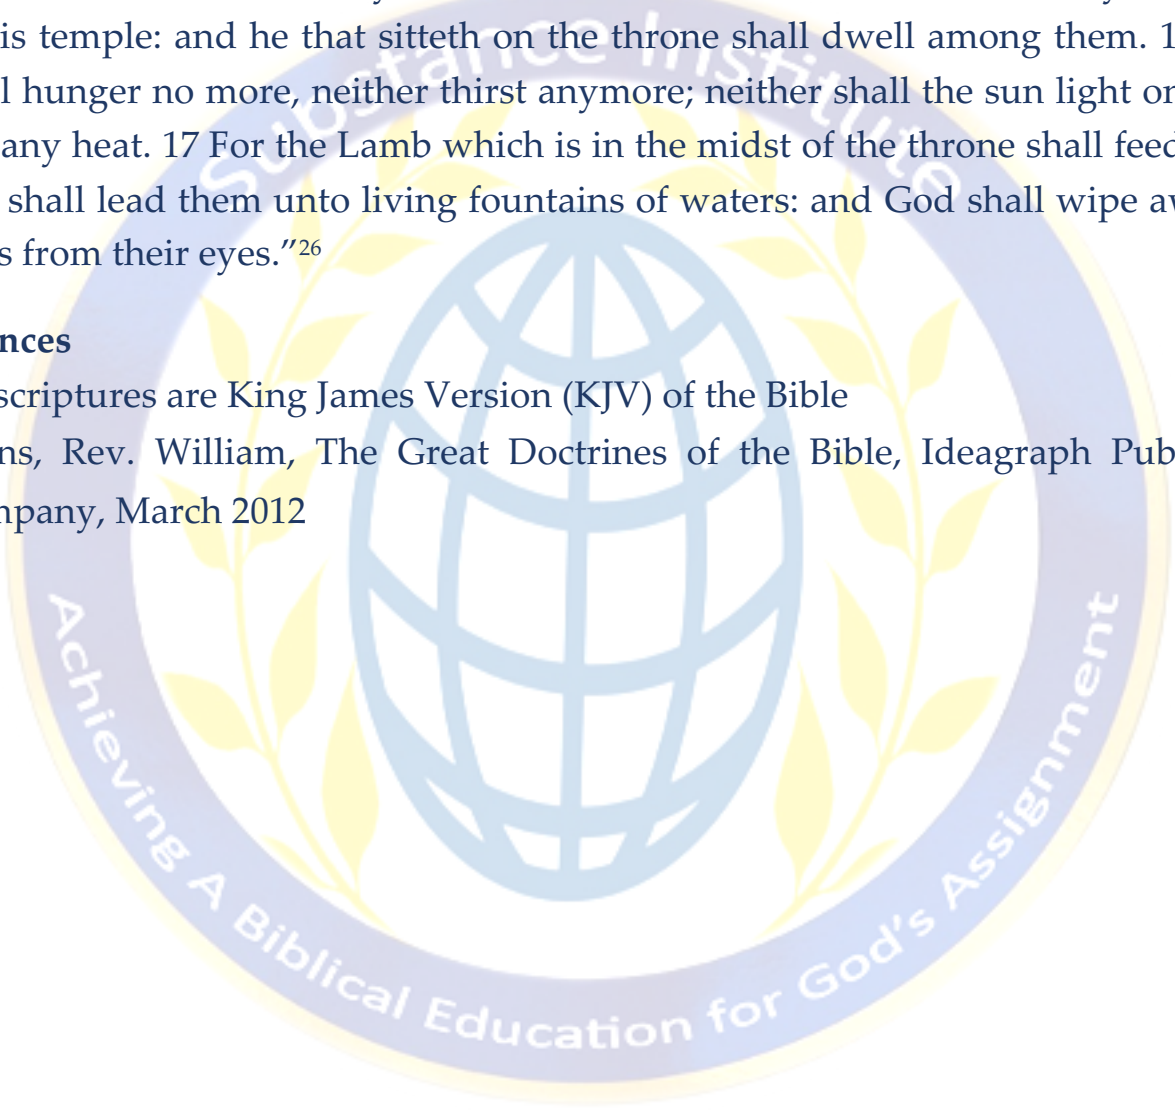 is temple: and he that sitteth on the throne shall dwell among them. 1
l hunger no more, neither thirst anymore; neither shall the sun light or
any heat. 17 For the Lamb which is in the midst of the throne shall feed
shall lead them unto living fountains of waters: and God shall wipe av
s from their eyes.”26
nces
scriptures are King James Version (KJV) of the Bible
ns, Rev. William, The Great Doctrines of the Bible, Ideagraph Pub
mpany, March 2012
Substance Institute
Achieving A Biblical Education for God's Assignment